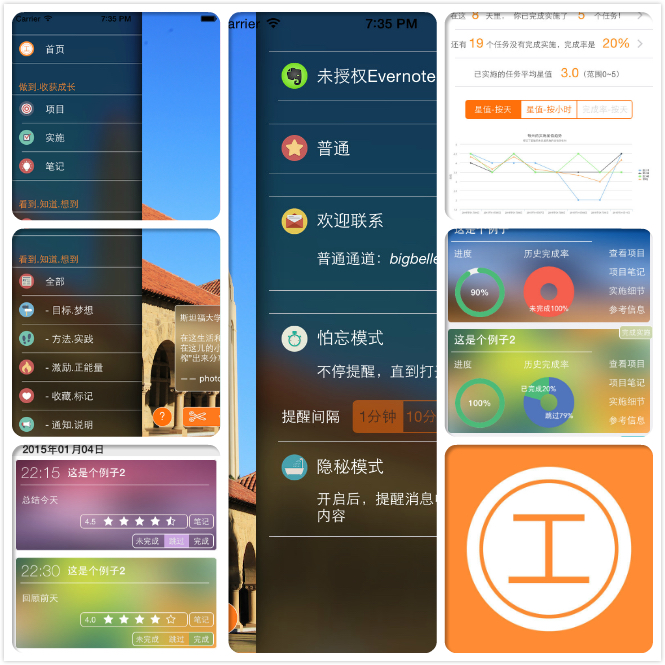 Carrier 7:35 PM
首页
做到.收获成长
项目
实施
笔记
看到.知道.想到
看到.知道.想到
全部
- 目标.梦想
- 方法.实践
- 激励.正能量
- 收藏.标记
- 通知.说明
斯坦福大学
在这生活和
在这儿的小
榨"出来分
—— photo
?
2015年01月04日
22:15 这是个例子2
总结今天
4.5 笔记
未完成 跳过 完成
22:30 这是个例子2
回顾前天
4.0 笔记
未完成 跳过 完成
arrier 7:35 PM
未授权Evernote
普通
欢迎联系
普通通道：bigbelle
怕忘模式
不停提醒，直到打
提醒间隔 1分钟 10分
隐秘模式
开启后，提醒消息
内容
在这 8 天里， 你已完成实施了 5 个任务!
还有 19 个任务没有完成实施，完成率是 20%
已实施的任务平均星值 3.0 （范围0~5）
星值-按天 星值-按小时 完成率-按天
这是个例子
进度 历史完成率 查看项目
项目笔记
90%
未完成100%
实施细节
参考信息
完成实施
这是个例子2
进度 历史完成率 查看项目
已完成20%
项目笔记
100%
实施细节
跳过79%
参考信息
工